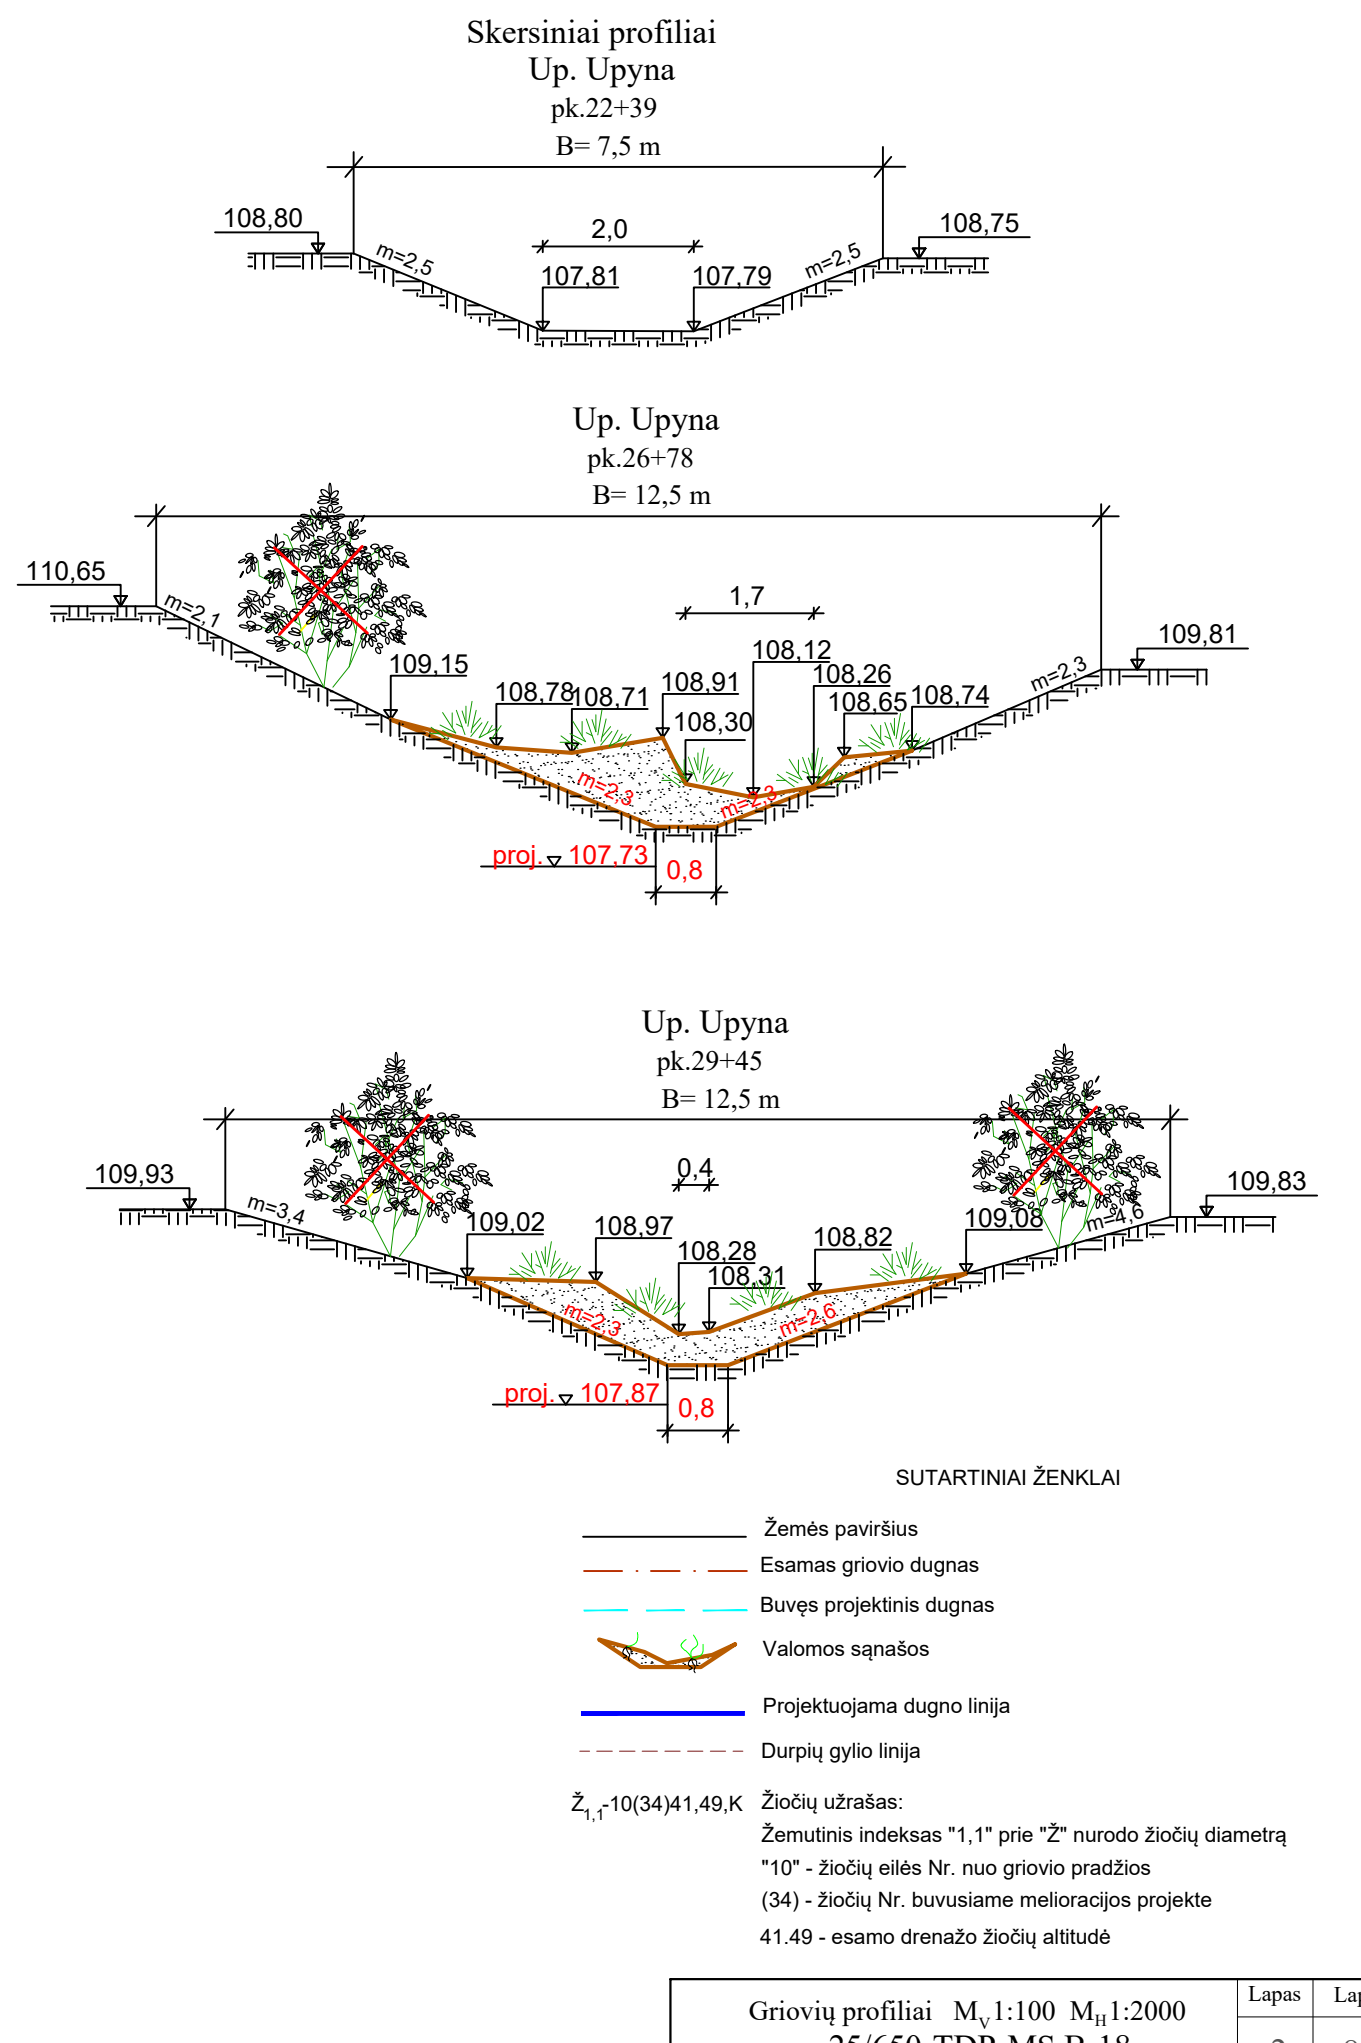 Skersiniai profiliai
Up. Upyna
pk.22+39
B= 7,5 m
108,80
m=2,5
2,0
107,81
107,79
m=2,5
108,75
Up. Upyna
pk.26+78
B= 12,5 m
110,65
m=2,1
109,15
108,78
108,71
108,91
108,30
1,7
108,12
108,26
108,65
108,74
m=2,3
109,81
m=2,3
m=2,3
proj. 107,73
0,8
Up. Upyna
pk.29+45
B= 12,5 m
109,93
m=3,4
109,02
108,97
0,4
108,28
108,31
108,82
109,08
m=4,6
109,83
m=2,3
m=2,6
proj. 107,87
0,8
SUTARTINIAI ŽENKLAI
Žemės paviršius
Esamas griovio dugnas
Buvęs projektinis dugnas
Valomos sąnašos
Projektuojama dugno linija
Durpių gylio linija
Ž1,1-10(34)41,49,K Žiočių užrašas:
Žemutinis indeksas "1,1" prie "Ž" nurodo žiočių diametrą
"10" - žiočių eilės Nr. nuo griovio pradžios
(34) - žiočių Nr. buvusiame melioracijos projekte
41.49 - esamo drenažo žiočių altitudė
Griovių profiliai MV1:100 MH1:2000
Lapas